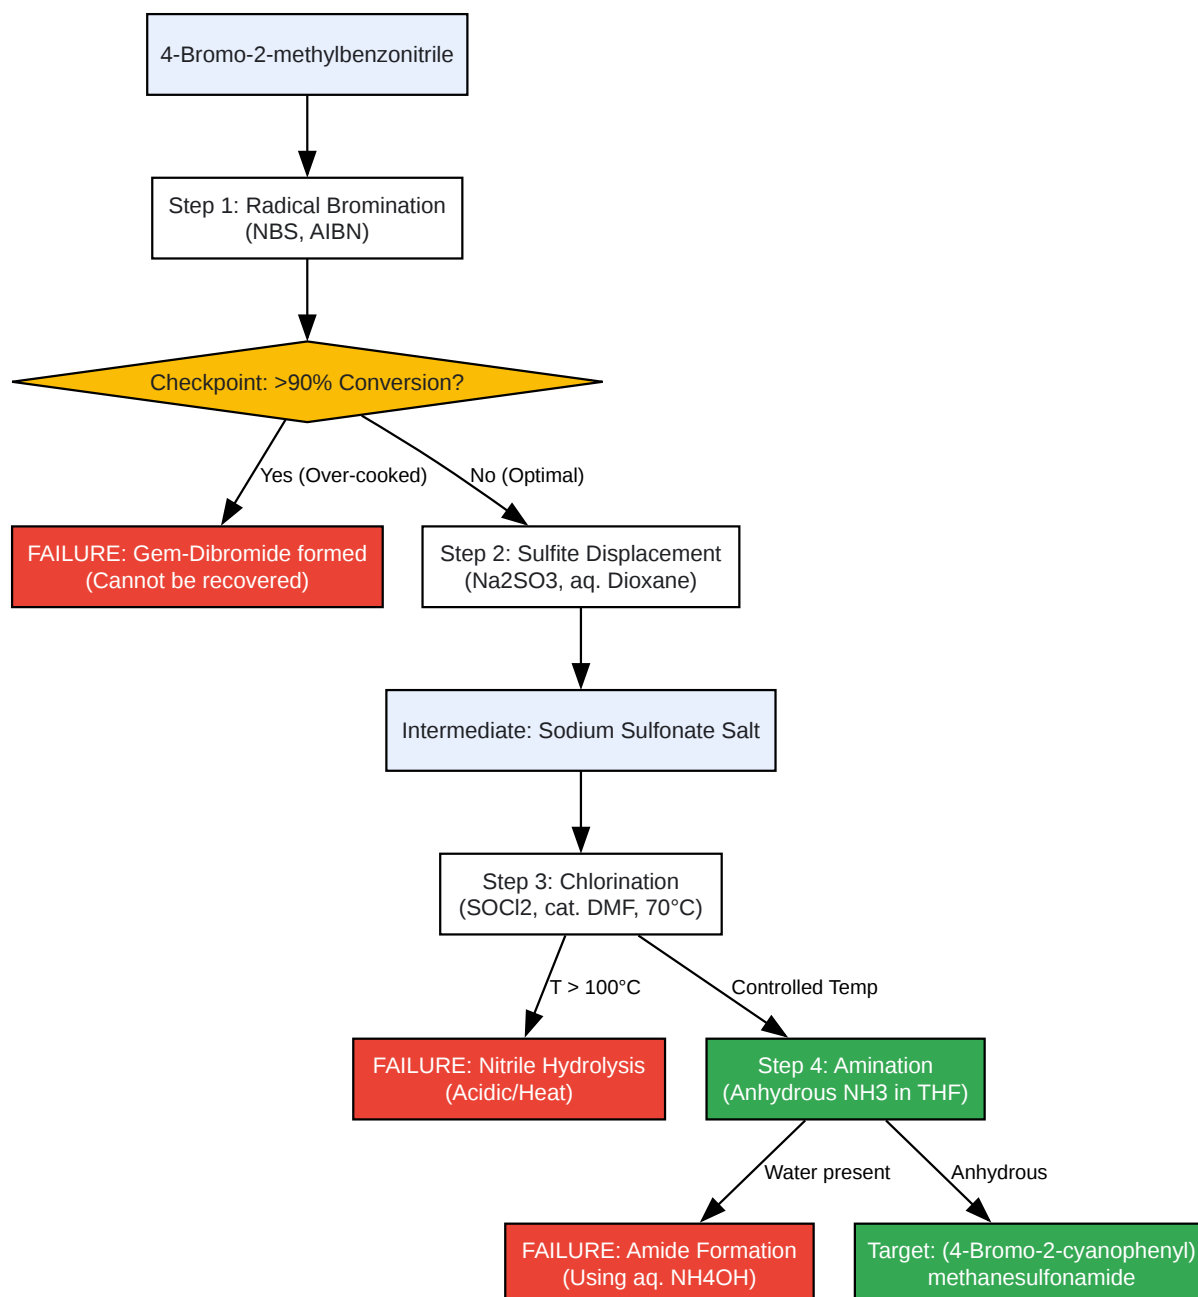 4-Bromo-2-methylbenzonitrile
Step 1: Radical Bromination
(NBS, AIBN)
Checkpoint: >90% Conversion?
Yes (Over-cooked)
No (Optimal)
FAILURE: Gem-Dibromide formed
(Cannot be recovered)
Step 2: Sulfite Displacement
(Na2SO3, aq. Dioxane)
Intermediate: Sodium Sulfonate Salt
Step 3: Chlorination
(SOCl2, cat. DMF, 70°C)
T > 100°C
Controlled Temp
FAILURE: Nitrile Hydrolysis
(Acidic/Heat)
Step 4: Amination
(Anhydrous NH3 in THF)
Water present
Anhydrous
FAILURE: Amide Formation
(Using aq. NH4OH)
Target: (4-Bromo-2-cyanophenyl)
methanesulfonamide